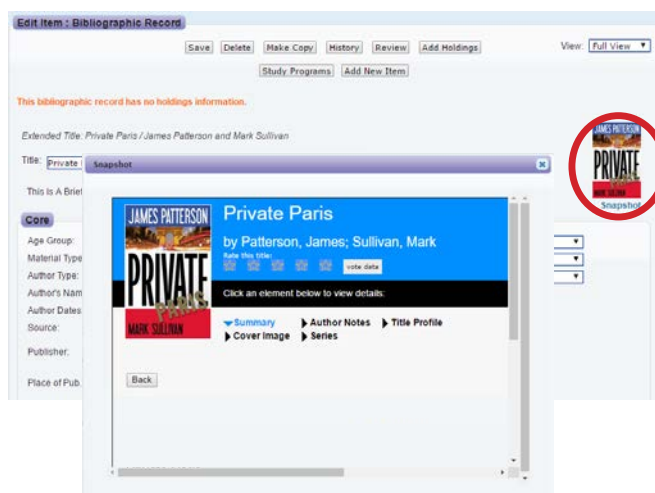 Edit Item : Bibliographic Record
Save Delete Make Copy History Review Add Holdings View: Full View
Study Programs Add New Item
This bibliographic record has no holdings information.
Extended Title: Private Paris / James Patterson and Mark Sullivan
JAMES PATTERSON
PRIVATE
PARIS
MARK SULLIVAN
Snapshot
Title: Private
Snapshot
This Is A Brief
Core
Age Group:
Material Type
Author Type:
Author's Nam
Author Dates
Source:
Publisher:
Place of Pub.
JAMES PATTERSON
PRIVATE
PARIS
MARK SULLIVAN
Private Paris
by Patterson, James; Sullivan, Mark
Rate this title:
vote data
Click an element below to view details:
Summary Author Notes Title Profile
Cover Image Series
Back